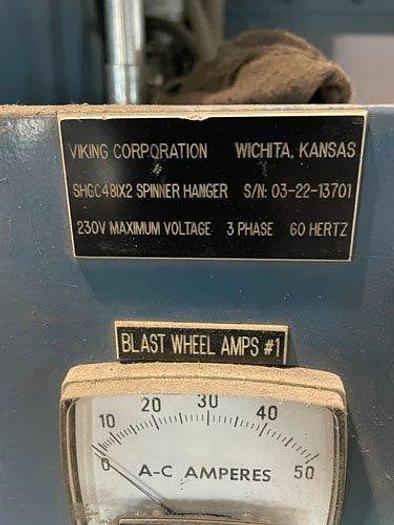 VIKING CORPORATION WICHITA, KANSAS
SHGC48IX2 SPINNER HANGER S/N: 03-22-13701
230V MAXIMUM VOLTAGE 3 PHASE 60 HERTZ
BLAST WHEEL AMPS #1
0 10 20 30 40 50
A-C AMPERES